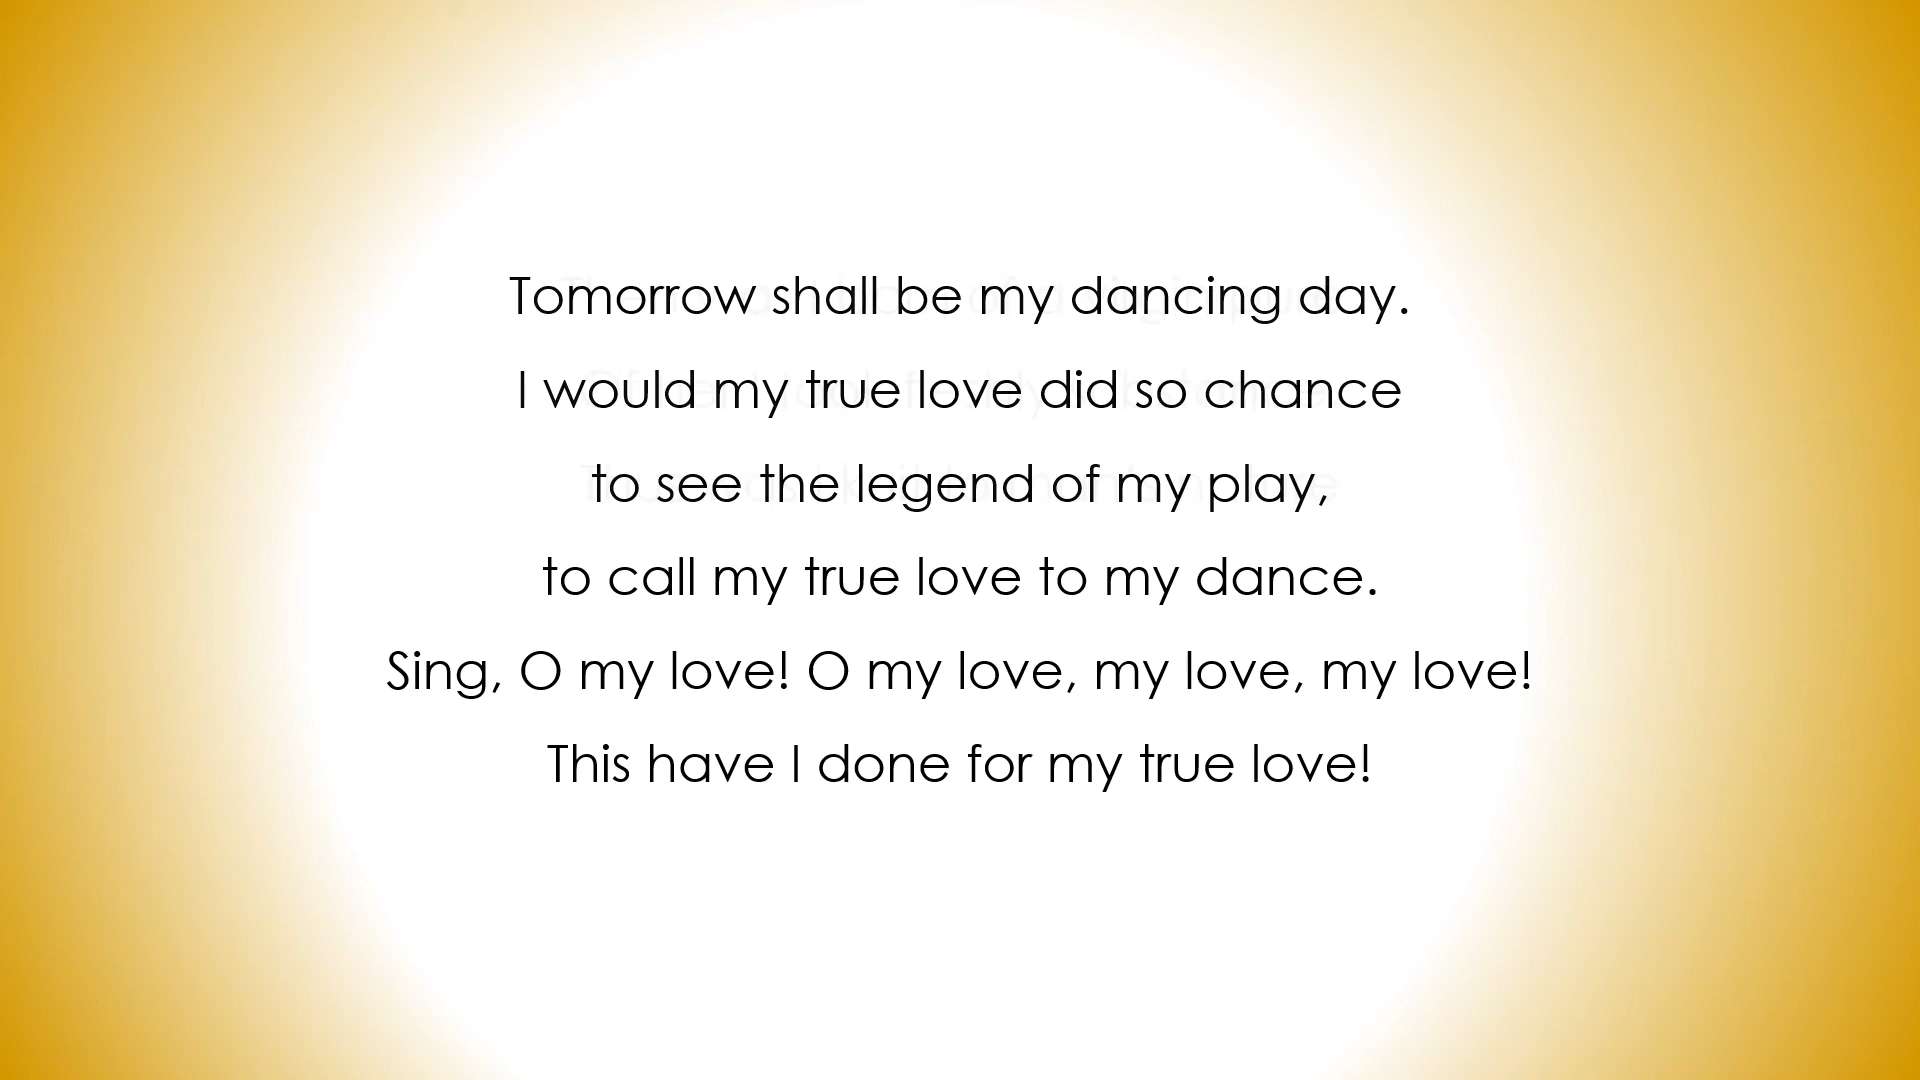 Tomorrow shall be my dancing day.
I would my true love did so chance
to see the legend of my play,
to call my true love to my dance.
Sing, O my love! O my love, my love, my love!
This have I done for my true love!